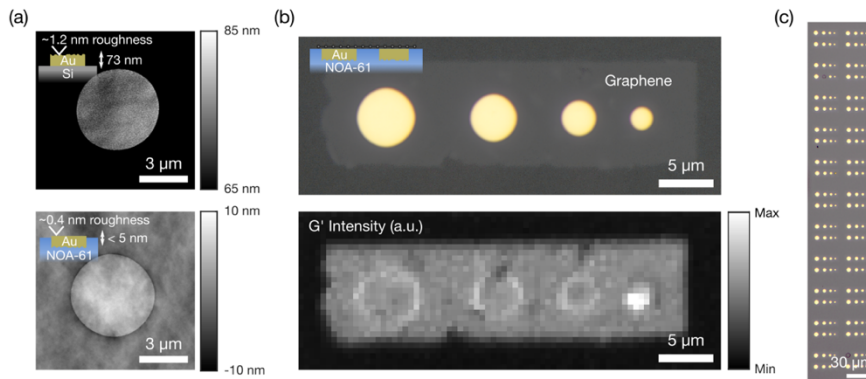 (a)
~1.2 nm roughness
Au
Si
73 nm
3 µm
85 nm
65 nm
~0.4 nm roughness
Au
NOA-61
< 5 nm
3 µm
10 nm
-10 nm
(b)
Au
NOA-61
Graphene
5 µm
G' Intensity (a.u.)
5 µm
Max
Min
(c)
30 µm